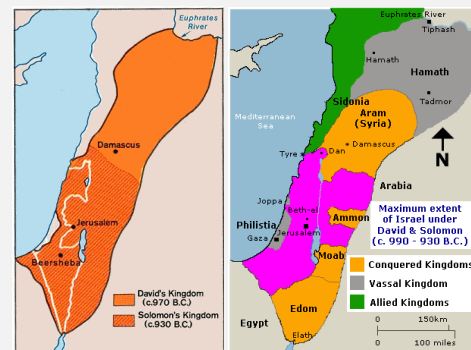 Euphrates
River
Damascus
Jerusalem
Beersheba
David's Kingdom
(c.970 B.C.)
Solomon's Kingdom
(c.930 B.C.)
Euphrates River
Tiphash
Hamath
Hamath
Tadmor
Sidonia
Aram
(Syria)
Mediterranean
Sea
Damascus
Tyre
Dan
N
Arabia
Joppa
Beth-el
Ammon
Maximum extent
of Israel under
David & Solomon
(c. 990 - 930 B.C.)
Philistia
Jerusalem
Gaza
Moab
Conquered Kingdoms
Vassal Kingdom
Allied Kingdoms
Edom
Egypt
Elath
0 150km
0 100 miles